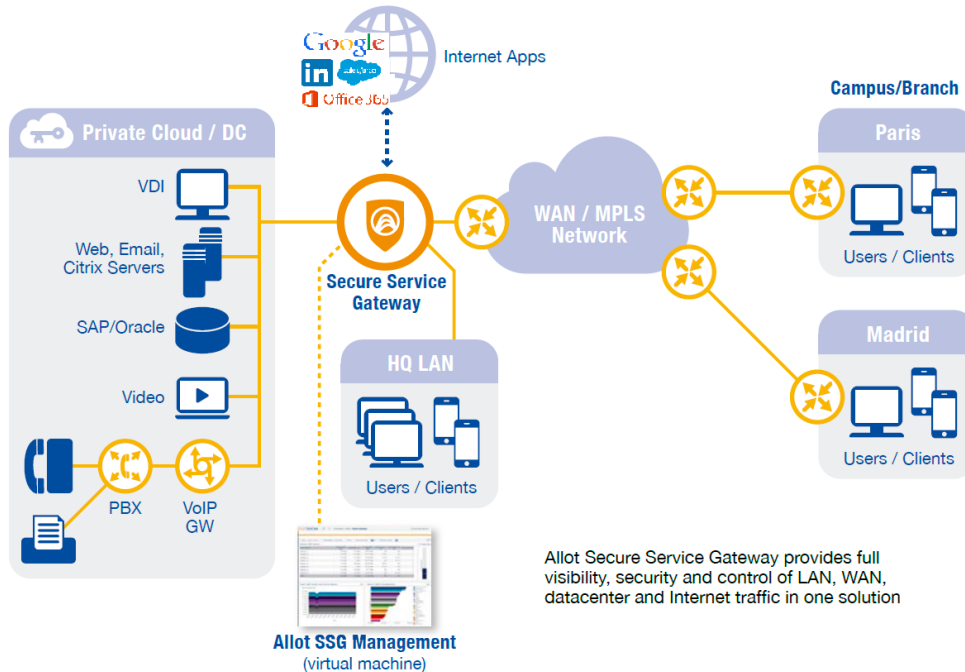 Google
in
salesforce
Office 365
Internet Apps
Private Cloud / DC
VDI
Web, Email,
Citrix Servers
SAP/Oracle
Video
PBX
VoIP
GW
Secure Service
Gateway
WAN / MPLS
Network
HQ LAN
Users / Clients
Campus/Branch
Paris
Users / Clients
Madrid
Users / Clients
Allot SSG Management
(virtual machine)
Allot Secure Service Gateway provides full
visibility, security and control of LAN, WAN,
datacenter and Internet traffic in one solution